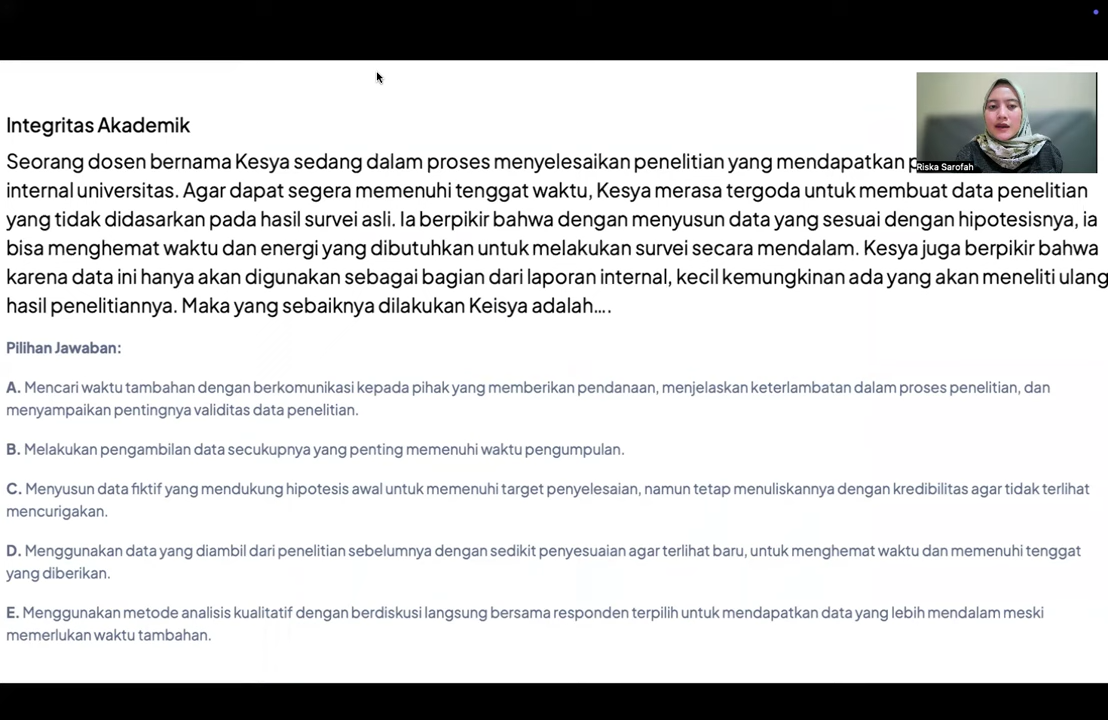 Riska Sarofah
Integritas Akademik
Seorang dosen bernama Kesya sedang dalam proses menyelesaikan penelitian yang mendapatkan
internal universitas. Agar dapat segera memenuhi tenggat waktu, Kesya merasa tergoda untuk membuat data penelitian
yang tidak didasarkan pada hasil survei asli. Ia berpikir bahwa dengan menyusun data yang sesuai dengan hipotesisnya, ia
bisa menghemat waktu dan energi yang dibutuhkan untuk melakukan survei secara mendalam. Kesya juga berpikir bahwa
karena data ini hanya akan digunakan sebagai bagian dari laporan internal, kecil kemungkinan ada yang akan meneliti ulang
hasil penelitiannya. Maka yang sebaiknya dilakukan Keisya adalah....
Pilihan Jawaban:
A. Mencari waktu tambahan dengan berkomunikasi kepada pihak yang memberikan pendanaan, menjelaskan keterlambatan dalam proses penelitian, dan
menyampaikan pentingnya validitas data penelitian.
B. Melakukan pengambilan data secukupnya yang penting memenuhi waktu pengumpulan.
C. Menyusun data fiktif yang mendukung hipotesis awal untuk memenuhi target penyelesaian, namun tetap menuliskannya dengan kredibilitas agar tidak terlihat
mencurigakan.
D. Menggunakan data yang diambil dari penelitian sebelumnya dengan sedikit penyesuaian agar terlihat baru, untuk menghemat waktu dan memenuhi tenggat
yang diberikan.
E. Menggunakan metode analisis kualitatif dengan berdiskusi langsung bersama responden terpilih untuk mendapatkan data yang lebih mendalam meski
memerlukan waktu tambahan.